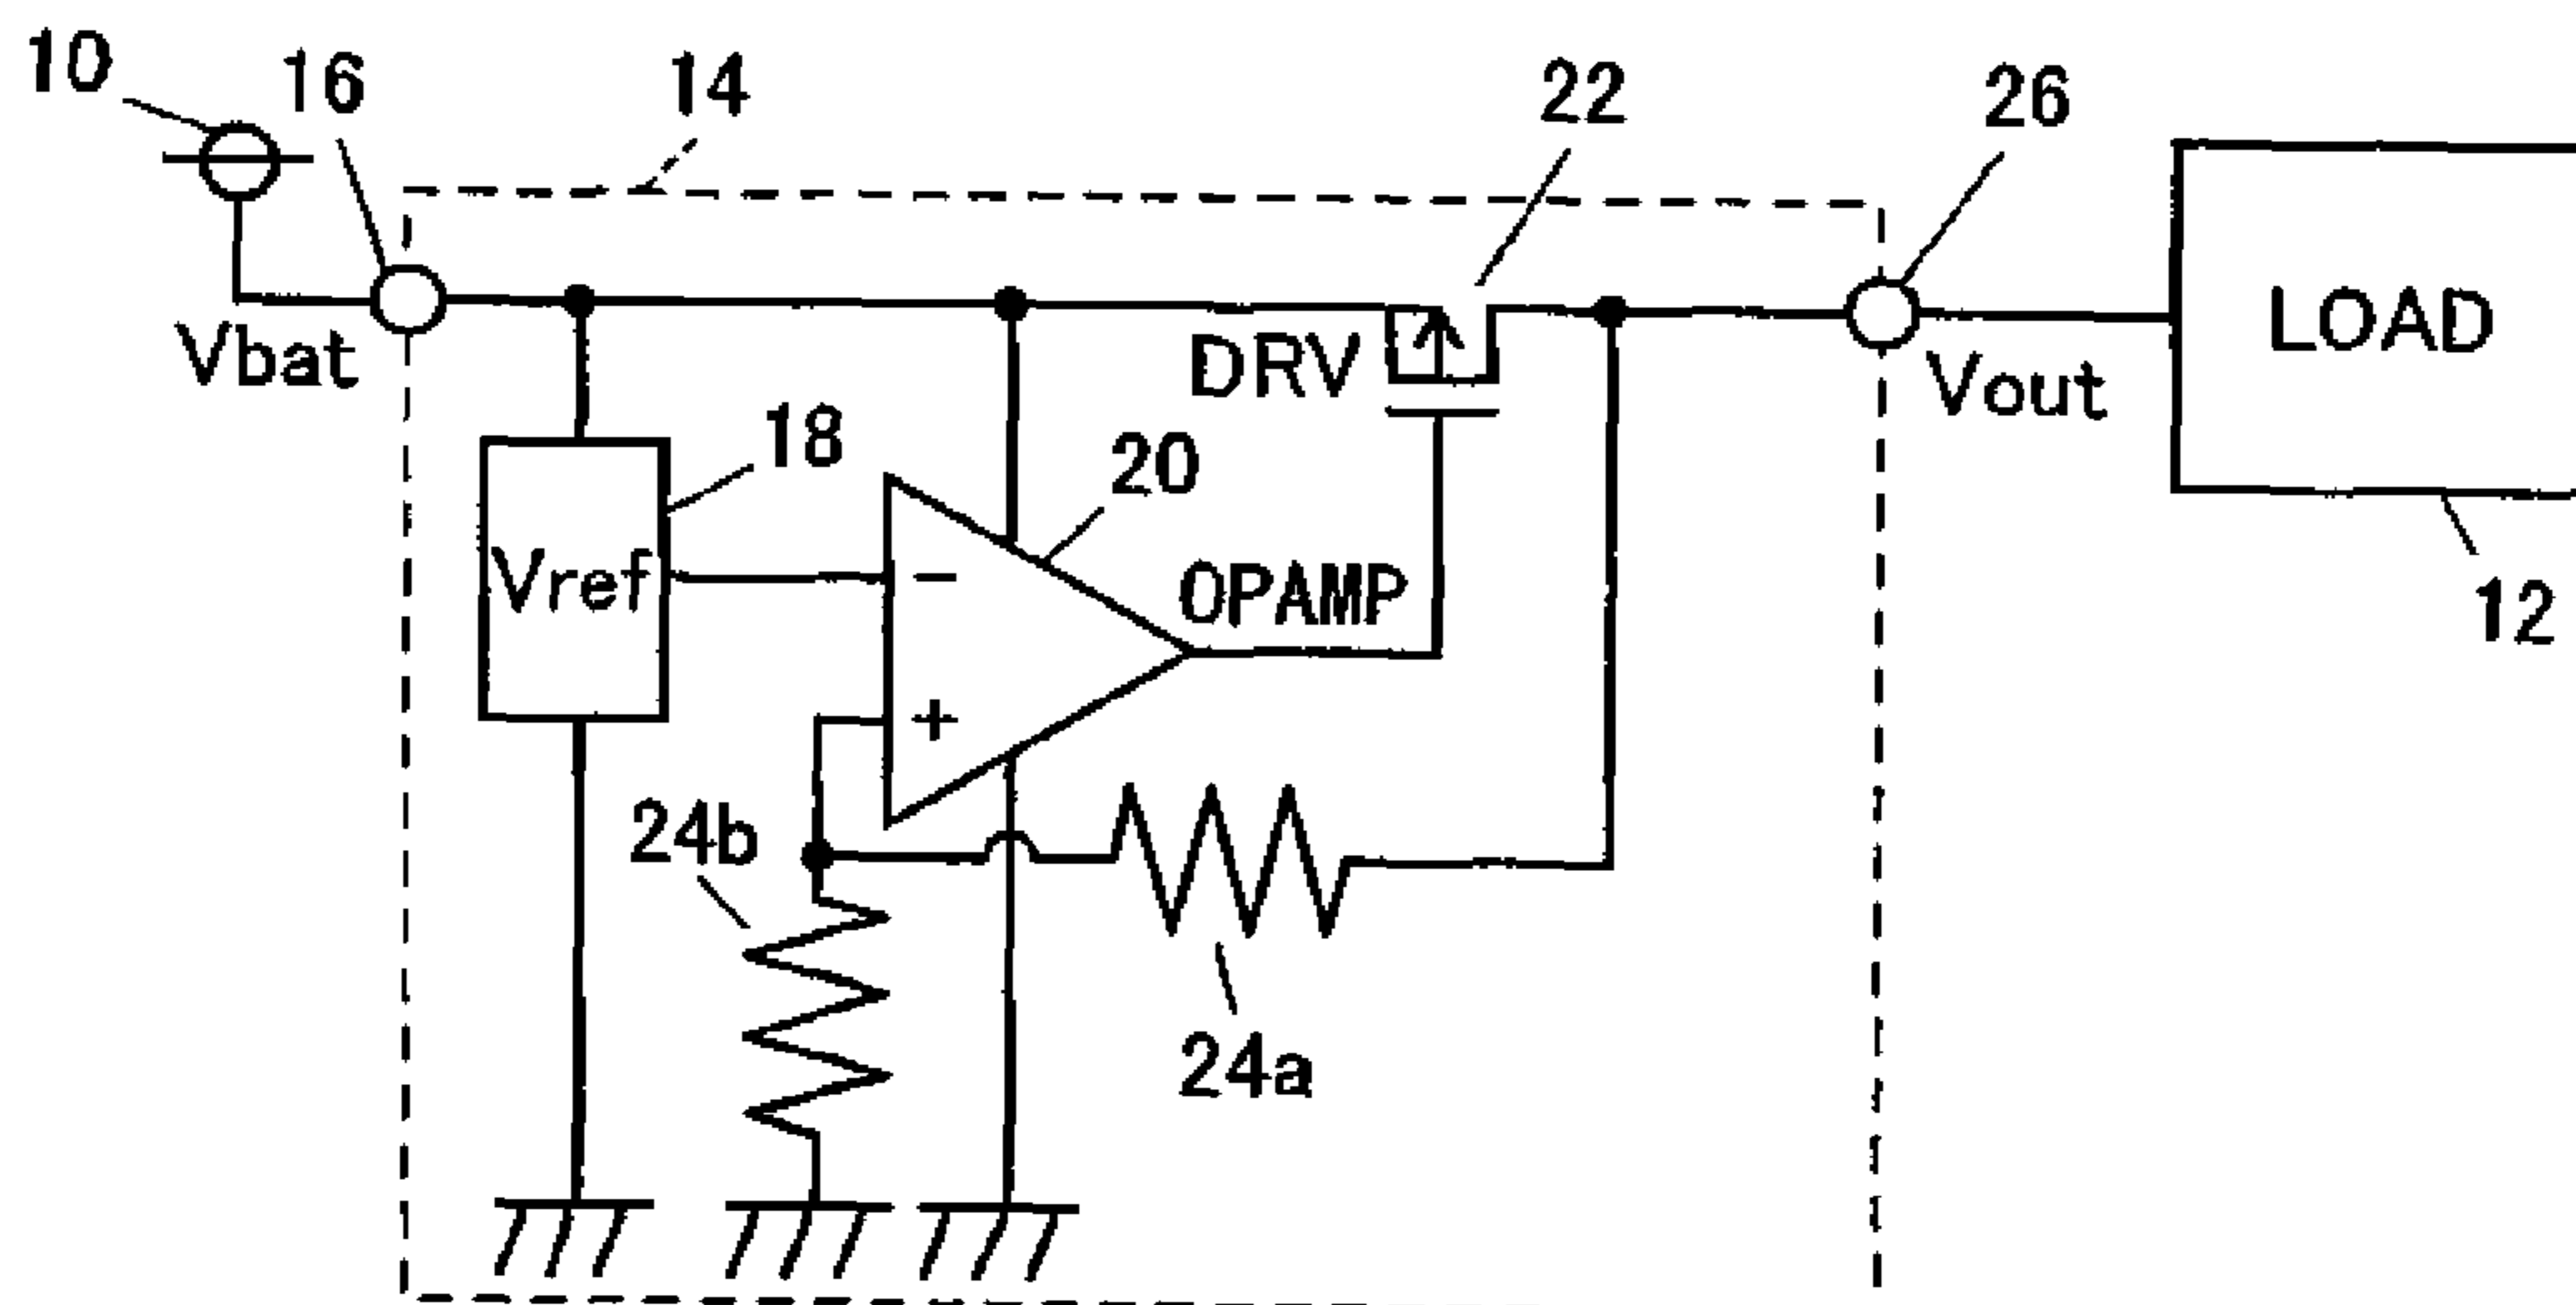 10
16
14
22
26
Vbat
DRV
Vout
LOAD
18
20
Vref
−
OPAMP
12
+
24b
24a